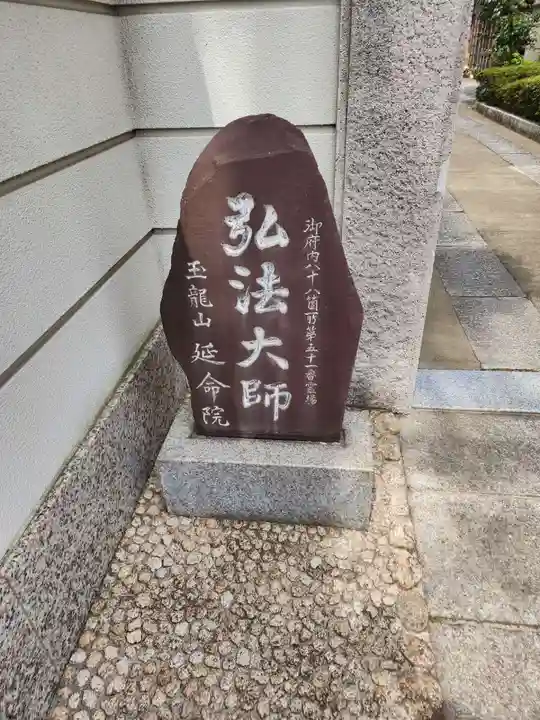 御府内八十八箇所第五十一番霊場
弘法大師
玉龍山 延命院